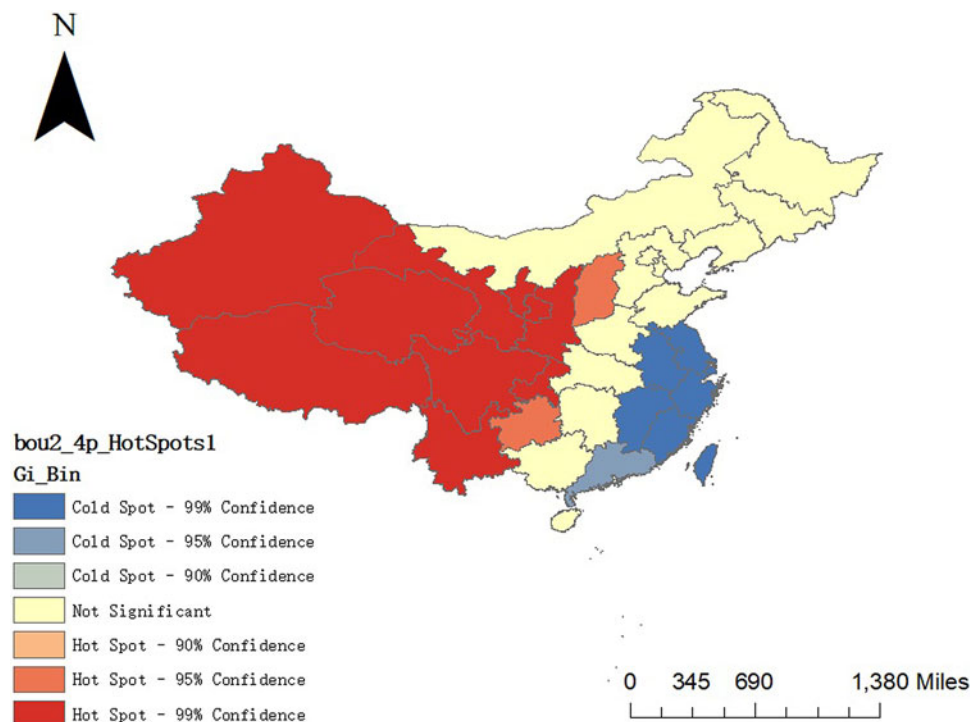 N
bou2_4p_HotSpots1
Gi_Bin
Cold Spot - 99% Confidence
Cold Spot - 95% Confidence
Cold Spot - 90% Confidence
Not Significant
Hot Spot - 90% Confidence
Hot Spot - 95% Confidence
Hot Spot - 99% Confidence
0 345 690 1,380 Miles